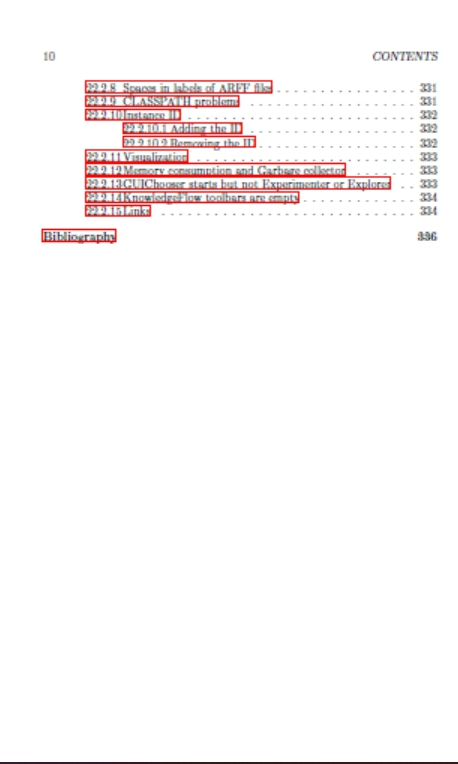 10 CONTENTS
22.2.8 Spaces in labels of ARFF files . . . . . . . . . . . . . . . . . . 331
22.2.9 CLASSPATH problems . . . . . . . . . . . . . . . . . . . . . 331
22.2.10 Instance ID . . . . . . . . . . . . . . . . . . . . . . . . . . . . 332
22.2.10.1 Adding the ID . . . . . . . . . . . . . . . . . . . . . 332
22.2.10.2 Removing the ID . . . . . . . . . . . . . . . . . . . 332
22.2.11 Visualization . . . . . . . . . . . . . . . . . . . . . . . . . . . 333
22.2.12 Memory consumption and Garbage collector . . . . . . . . . 333
22.2.13 GUIChooser starts but not Experimenter or Explorer . . . 333
22.2.14 KnowledgeFlow toolbars are empty . . . . . . . . . . . . . . 334
22.2.15 Links . . . . . . . . . . . . . . . . . . . . . . . . . . . . . . . 334
Bibliography 336